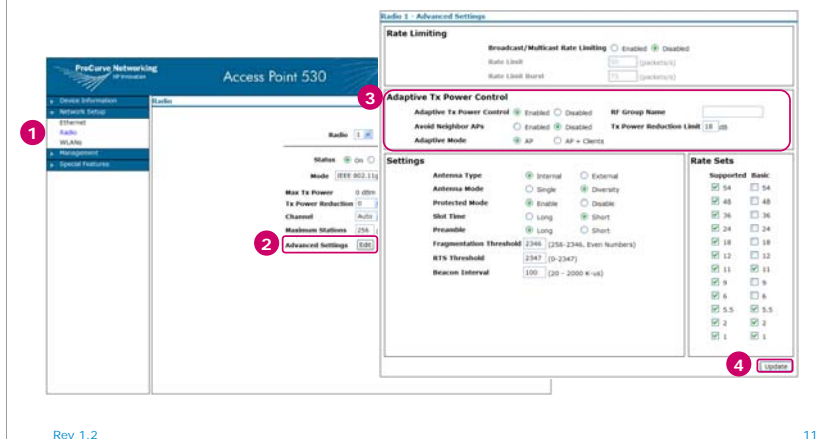 ProCurve Networking
HP Innovation
Access Point 530
Device Information
Network Setup
Ethernet
Radio
WLANs
Management
Special Features
1
Radio
Radio 1
Status On
Mode IEEE 802.11g
Max Tx Power 0 dBm
Tx Power Reduction 0
Channel Auto
Maximum Stations 256
2
Advanced Settings Edit
Radio 1 - Advanced Settings
Rate Limiting
Broadcast/Multicast Rate Limiting Enabled Disabled
Rate Limit 50 (packets/s)
Rate Limit Burst 75 (packets/s)
3
Adaptive Tx Power Control
Adaptive Tx Power Control Enabled Disabled RF Group Name
Avoid Neighbor APs Enabled Disabled Tx Power Reduction Limit 18 dB
Adaptive Mode AP AP + Clients
Settings
Antenna Type Internal External
Antenna Mode Single Diversity
Protected Mode Enable Disable
Slot Time Long Short
Preamble Long Short
Fragmentation Threshold 2346 (256-2346, Even Numbers)
RTS Threshold 2347 (0-2347)
Beacon Interval 100 (20 - 2000 K-us)
Rate Sets
Supported Basic
54 54
48 48
36 36
24 24
18 18
12 12
11 11
9 9
6 6
5.5 5.5
2 2
1 1
4
Update
Rev 1.2
11